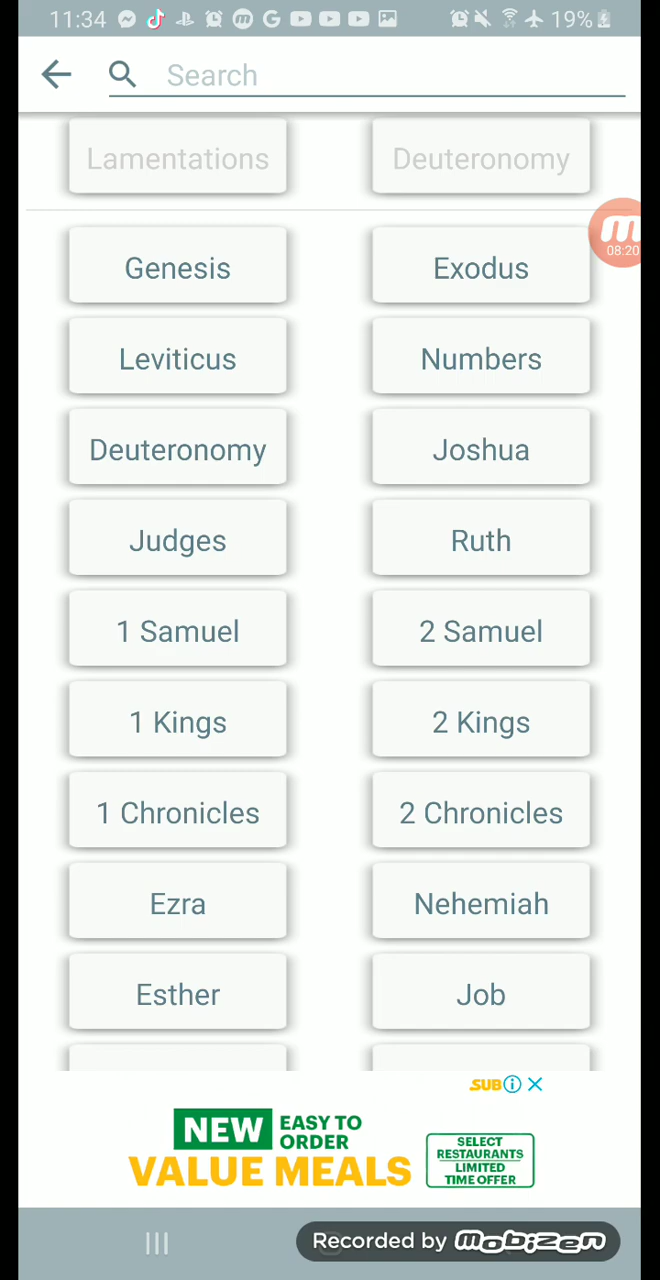 11:34 19%
Search
Lamentations Deuteronomy
08:20
Genesis Exodus
Leviticus Numbers
Deuteronomy Joshua
Judges Ruth
1 Samuel 2 Samuel
1 Kings 2 Kings
1 Chronicles 2 Chronicles
Ezra Nehemiah
Esther Job
SUB
NEW EASY TO
ORDER
VALUE MEALS
SELECT
RESTAURANTS
LIMITED
TIME OFFER
Recorded by mobizen